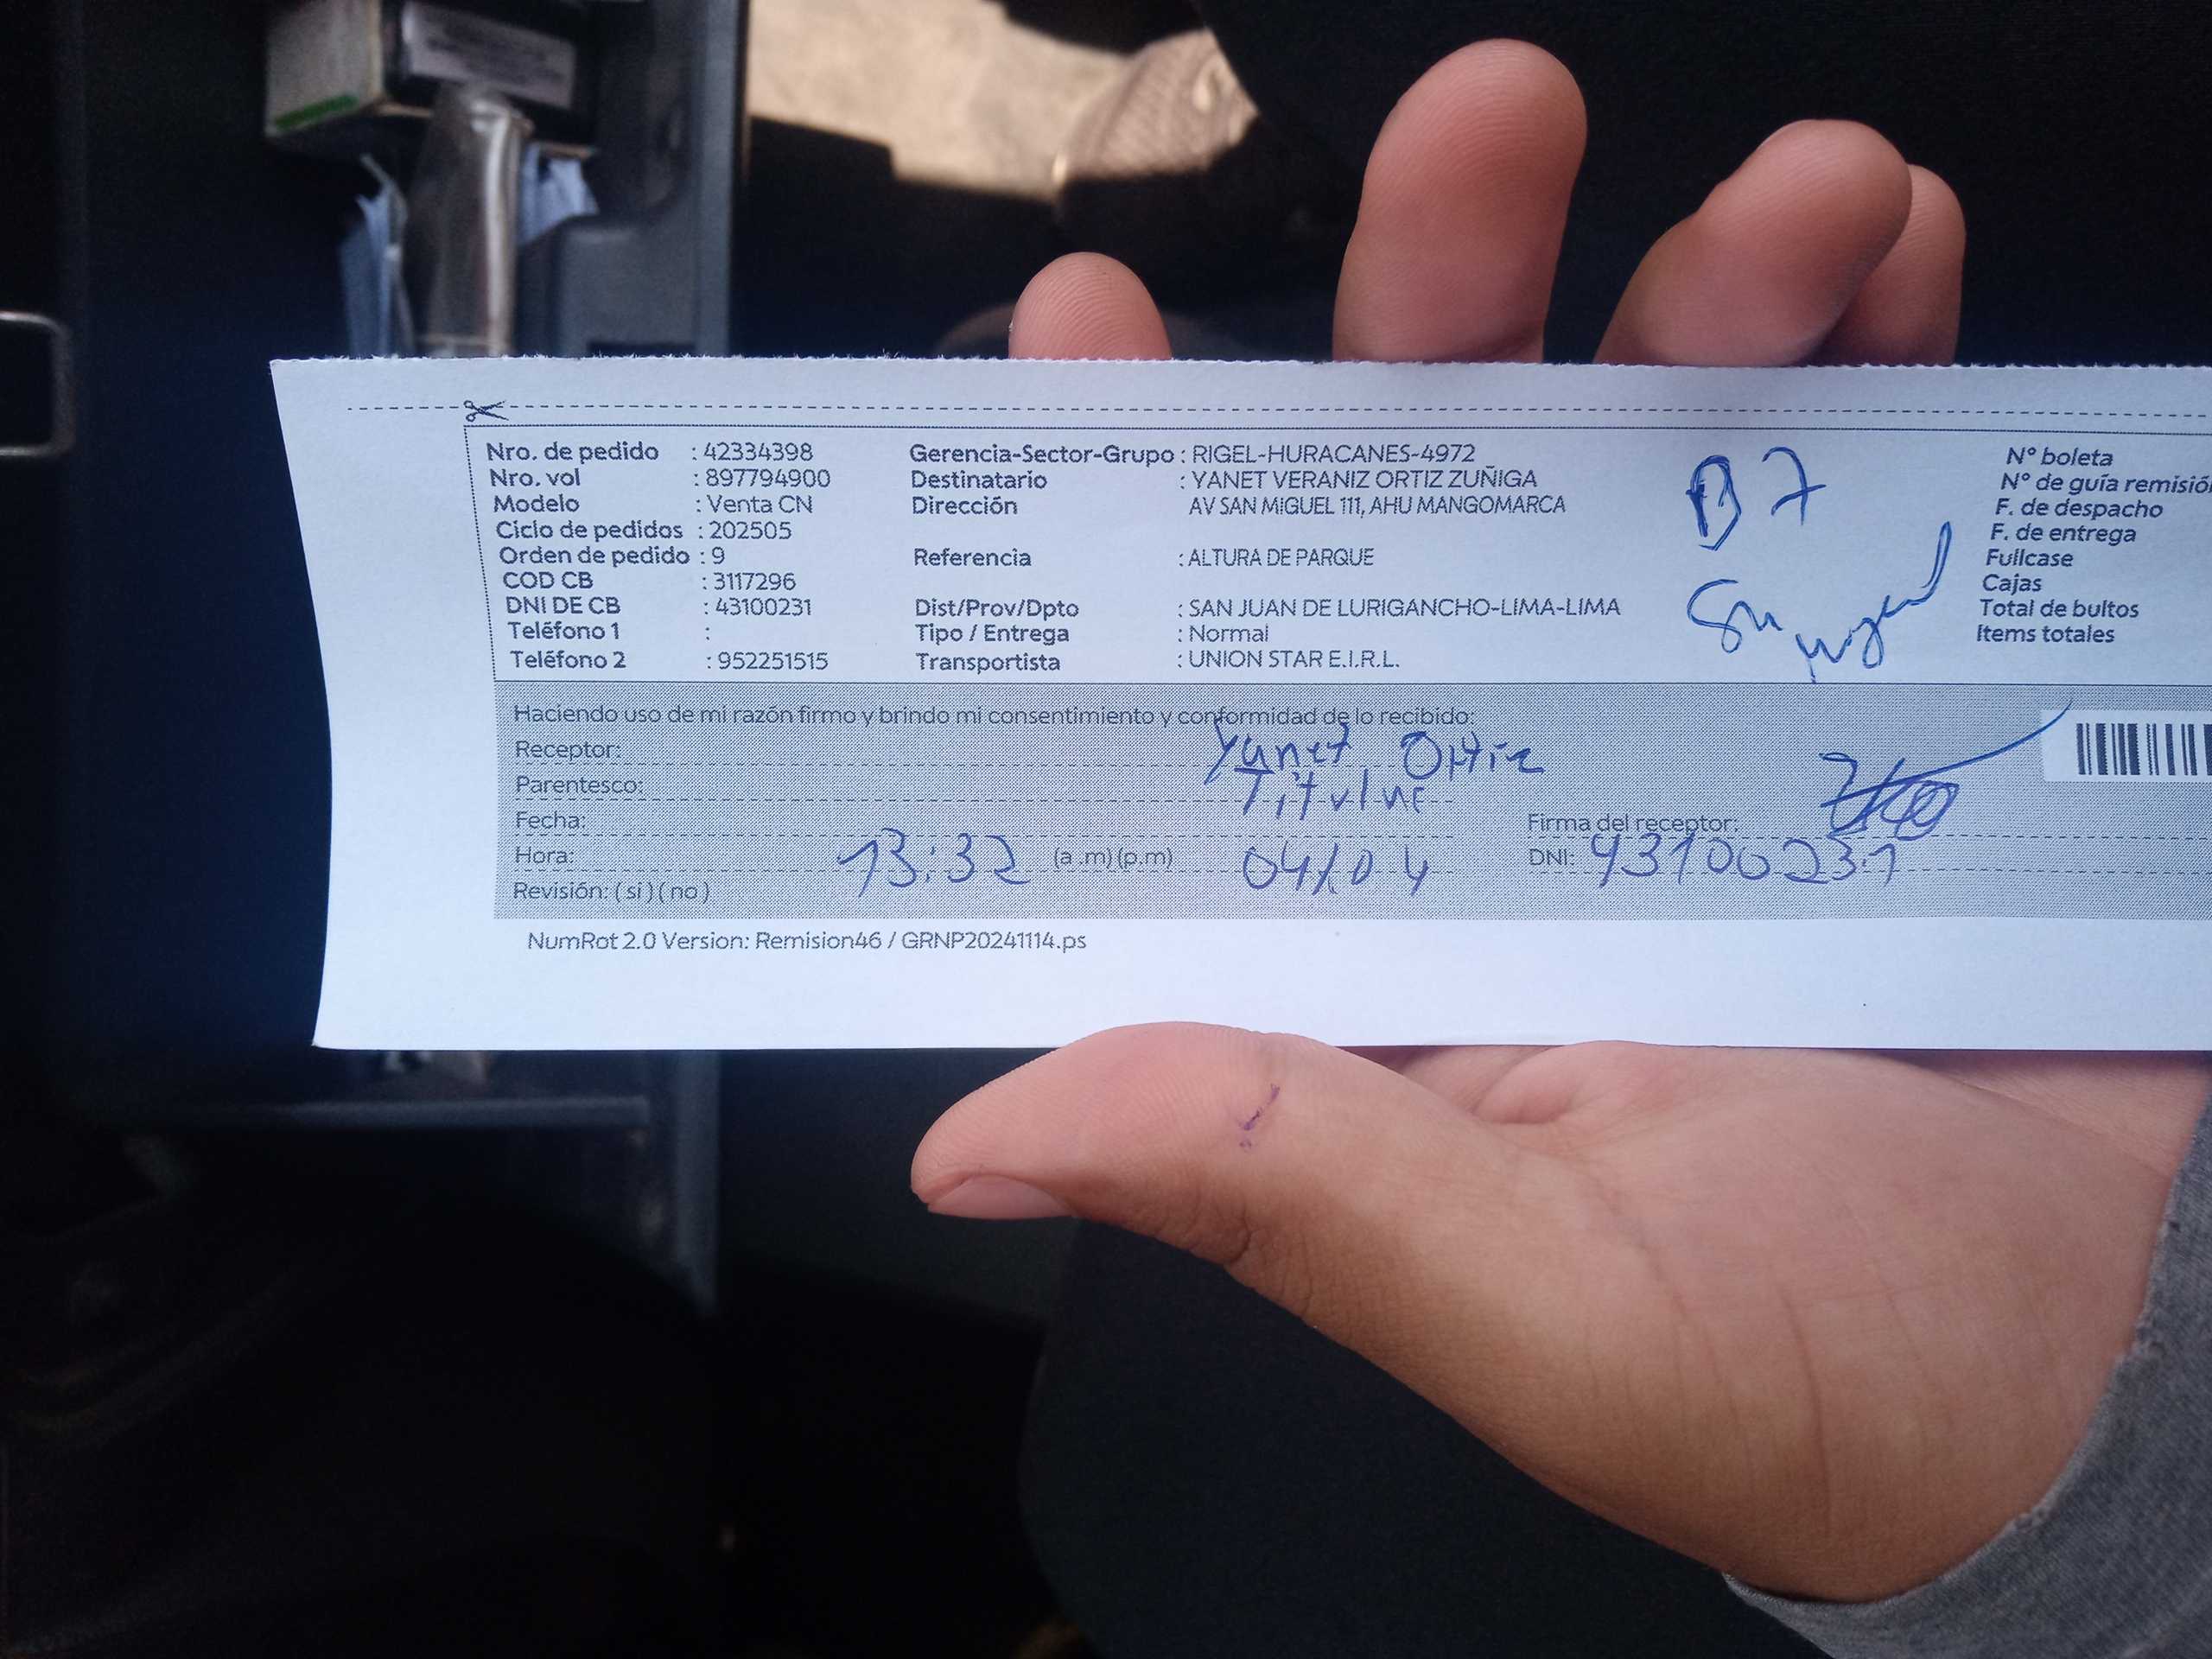 Nro. de pedido : 42334398 Gerencia-Sector-Grupo : RIGEL-HURACANES-4972 B7 N° boleta
Nro. vol : 897794900 Destinatario : YANET VERANIZ ORTIZ ZUÑIGA N° de guía remisión
Modelo : Venta CN Dirección AV SAN MIGUEL 111, AHU MANGOMARCA F. de despacho
Ciclo de pedidos : 202505 F. de entrega
Orden de pedido : 9 Referencia : ALTURA DE PARQUE Fullcase
COD CB : 3117296 Cajas
DNI DE CB : 43100231 Dist/Prov/Dpto : SAN JUAN DE LURIGANCHO-LIMA-LIMA Total de bultos
Teléfono 1 : Tipo / Entrega : Normal Items totales
Teléfono 2 : 952251515 Transportista : UNION STAR E.I.R.L.
Haciendo uso de mi razón firmo y brindo mi consentimiento y conformidad de lo recibido:
Receptor: Yanet Ortiz
Parentesco: Titular
Fecha: Firma del receptor:
Hora: 13:32 (a .m) (p.m) 04/04 DNI: 43100231
Revisión: ( si ) ( no )
NumRot 2.0 Version: Remision46 / GRNP20241114.ps